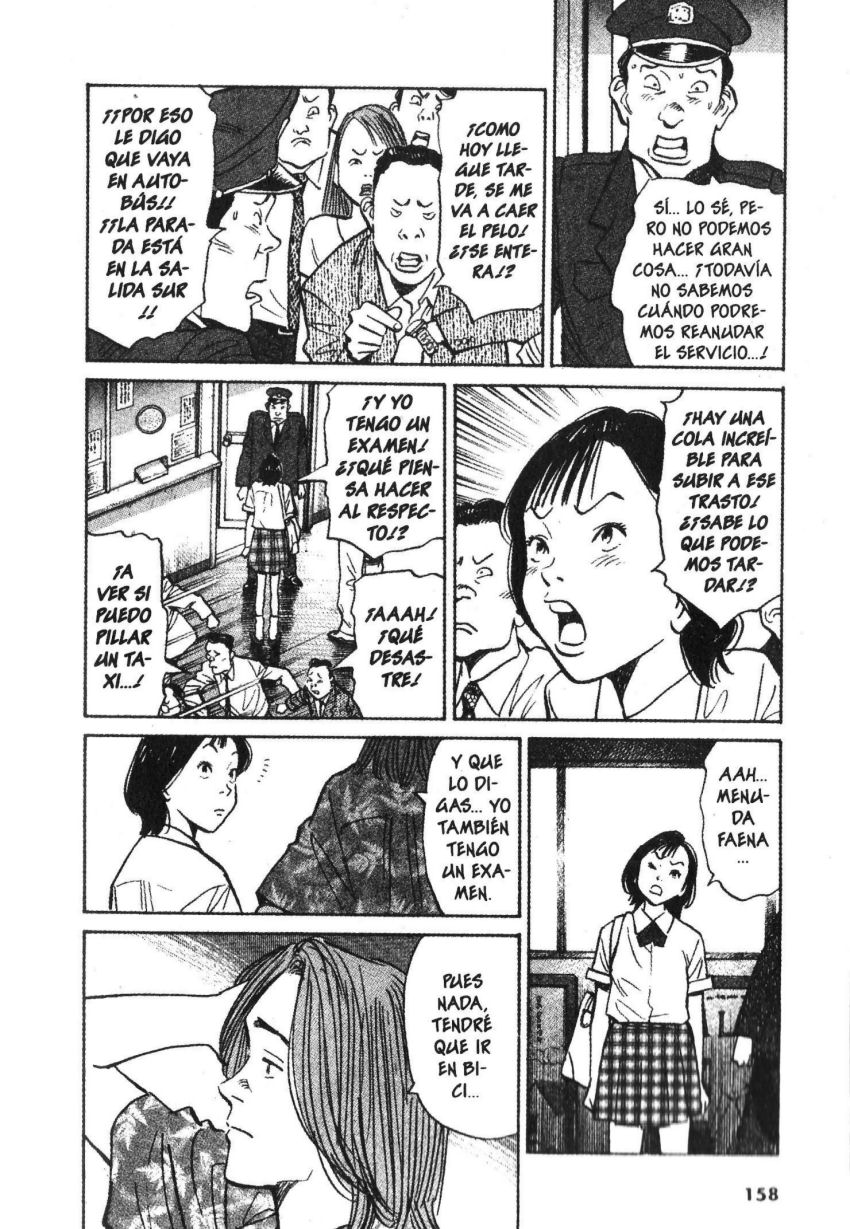 SÍ... LO SÉ, PE-
RO NO PODEMOS
HACER GRAN
COSA... ¡TODAVÍA
NO SABEMOS
CUÁNDO PODRE-
MOS REANUDAR
EL SERVICIO...!
¡COMO
HOY LLE-
GUE TAR-
DE, SE ME
VA A CAER
EL PELO!
¿¡SE ENTE-
RA!?
¡¡POR ESO
LE DIGO
QUE VAYA
EN AUTO-
BÚS!!
¡¡LA PARA-
DA ESTÁ
EN LA SA-
LIDA SUR
!!
¡HAY UNA
COLA INCREÍ-
BLE PARA
SUBIR A ESE
TRASTO!
¿¡SABE LO
QUE PODE-
MOS TAR-
DAR!?
¡Y YO
TENGO UN
EXAMEN!
¿¡QUÉ PIEN-
SA HACER
AL RESPEC-
TO!?
¡AAAH!
¡QUÉ
DESAS-
TRE!
¡A
VER SI
PUEDO
PILLAR
UN TA-
XI...!
AAH...
MENU-
DA
FAENA
...
Y QUE
LO DI-
GAS... YO
TAMBIÉN
TENGO
UN EXA-
MEN.
PUES
NADA,
TENDRÉ
QUE IR
EN BI-
CI...
158